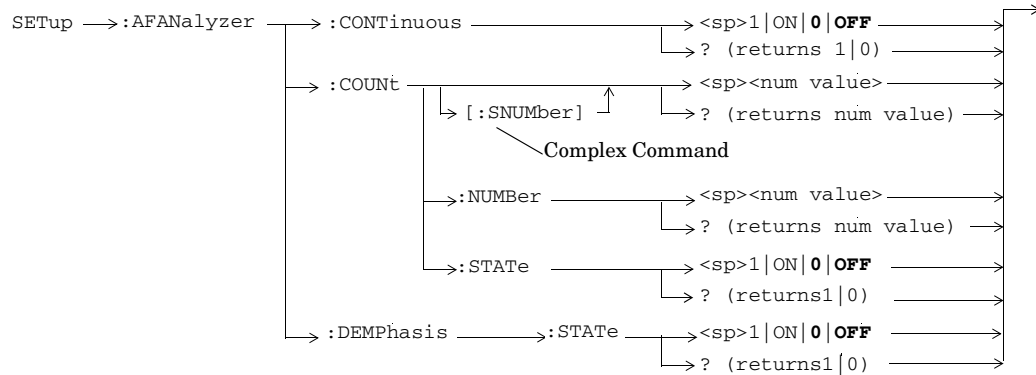 SETup :AFANalyzer :CONTinuous <sp>1|ON|0|OFF
? (returns 1|0)
:COUNt <sp><num value>
[:SNUMber] ? (returns num value)
Complex Command
:NUMBer <sp><num value>
? (returns num value)
:STATe <sp>1|ON|0|OFF
? (returns1|0)
:DEMPhasis :STATe <sp>1|ON|0|OFF
? (returns1|0)